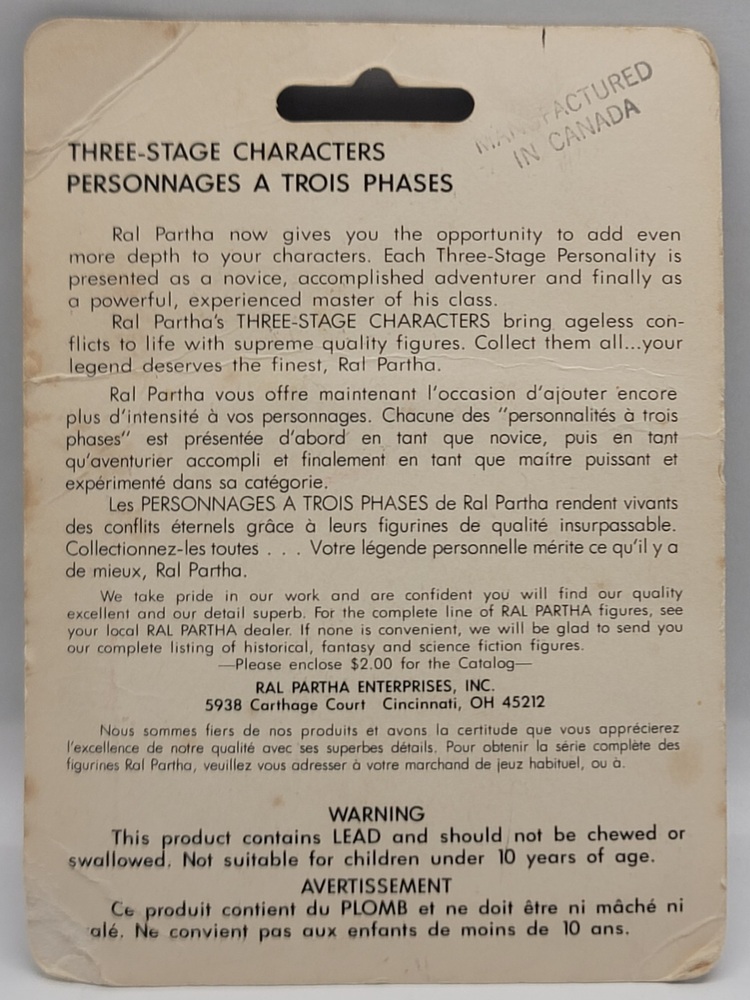 MANUFACTURED
IN CANADA
THREE-STAGE CHARACTERS
PERSONNAGES A TROIS PHASES
Ral Partha now gives you the opportunity to add even
more depth to your characters. Each Three-Stage Personality is
presented as a novice, accomplished adventurer and finally as
a powerful, experienced master of his class.
Ral Partha's THREE-STAGE CHARACTERS bring ageless con-
flicts to life with supreme quality figures. Collect them all...your
legend deserves the finest, Ral Partha.
Ral Partha vous offre maintenant l'occasion d'ajouter encore
plus d'intensité à vos personnages. Chacune des "personnalités à trois
phases" est présentée d'abord en tant que novice, puis en tant
qu'aventurier accompli et finalement en tant que maître puissant et
expérimenté dans sa catégorie.
Les PERSONNAGES A TROIS PHASES de Ral Partha rendent vivants
des conflits éternels grâce à leurs figurines de qualité insurpassable.
Collectionnez-les toutes . . . Votre légende personnelle mérite ce qu'il y a
de mieux, Ral Partha.
We take pride in our work and are confident you will find our quality
excellent and our detail superb. For the complete line of RAL PARTHA figures, see
your local RAL PARTHA dealer. If none is convenient, we will be glad to send you
our complete listing of historical, fantasy and science fiction figures.
—Please enclose $2.00 for the Catalog—
RAL PARTHA ENTERPRISES, INC.
5938 Carthage Court Cincinnati, OH 45212
Nous sommes fiers de nos produits et avons la certitude que vous apprécierez
l'excellence de notre qualité avec ses superbes détails. Pour obtenir la série complète des
figurines Ral Partha, veuillez vous adresser à votre marchand de jeuz habituel, ou à.
WARNING
This product contains LEAD and should not be chewed or
swallowed. Not suitable for children under 10 years of age.
AVERTISSEMENT
Ce produit contient du PLOMB et ne doit être ni mâché ni
alé. Ne convient pas aux enfants de moins de 10 ans.